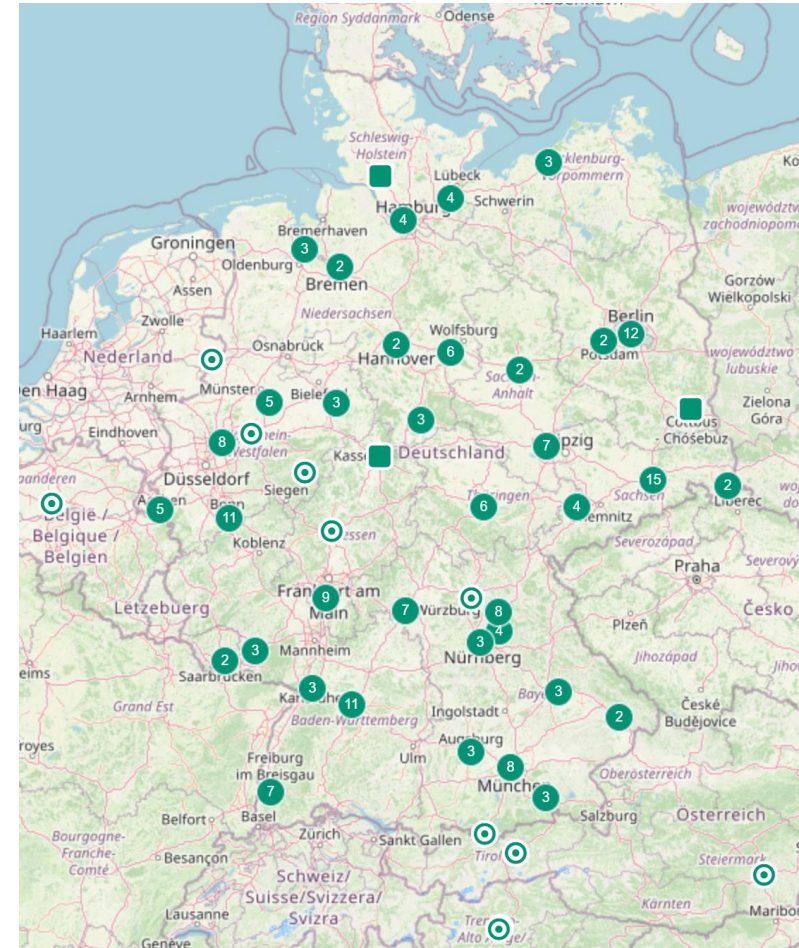 Region Syddanmark
Odense
Schleswig-
Holstein
3
Vorpommern
Lübeck
4
Schwerin
Hamburg
4
województwo
zachodniopomo
Groningen
Bremerhaven
3
Oldenburg
2
Bremen
Assen
Gorzów
Wielkopolski
Zwolle
Niedersachsen
Berlin
12
2
Potsdam
Haarlem
Nederland
Osnabrück
2
Hannover
Wolfsburg
6
2
Sachsen-
Anhalt
województwo
lubuskie
Den Haag
Arnhem
Münster
5
Bielefeld
3
3
Zielona
Góra
Cottbus
- Chóśebuz
Eindhoven
8
Kassel
Deutschland
7
Leipzig
Düsseldorf
Siegen
15
Sachsen
2
Liberec
België /
Belgique /
Belgien
Aachen
5
Bonn
11
Thüringen
6
4
Chemnitz
Koblenz
Hessen
Severozápad
Praha
Severový
Frankfurt am
Main
9
7
Würzburg
8
4
3
Nürnberg
Lëtzebuerg
Plzeň
Česko
Mannheim
3
2
Saarbrücken
Jihozápad
Grand Est
3
Karlsruhe
11
Baden-Württemberg
Ingolstadt
3
2
České
Budějovice
Augsburg
3
Ulm
8
München
3
Freiburg
im Breisgau
7
Oberösterreich
Salzburg
Österreich
Belfort
Basel
Zürich
Sankt Gallen
Tirol
Steiermark
Bourgogne-
Franche-
Comté
Besançon
Schweiz/
Suisse/Svizzera/
Svizra
Kärnten
Lausanne
Genève
Maribor